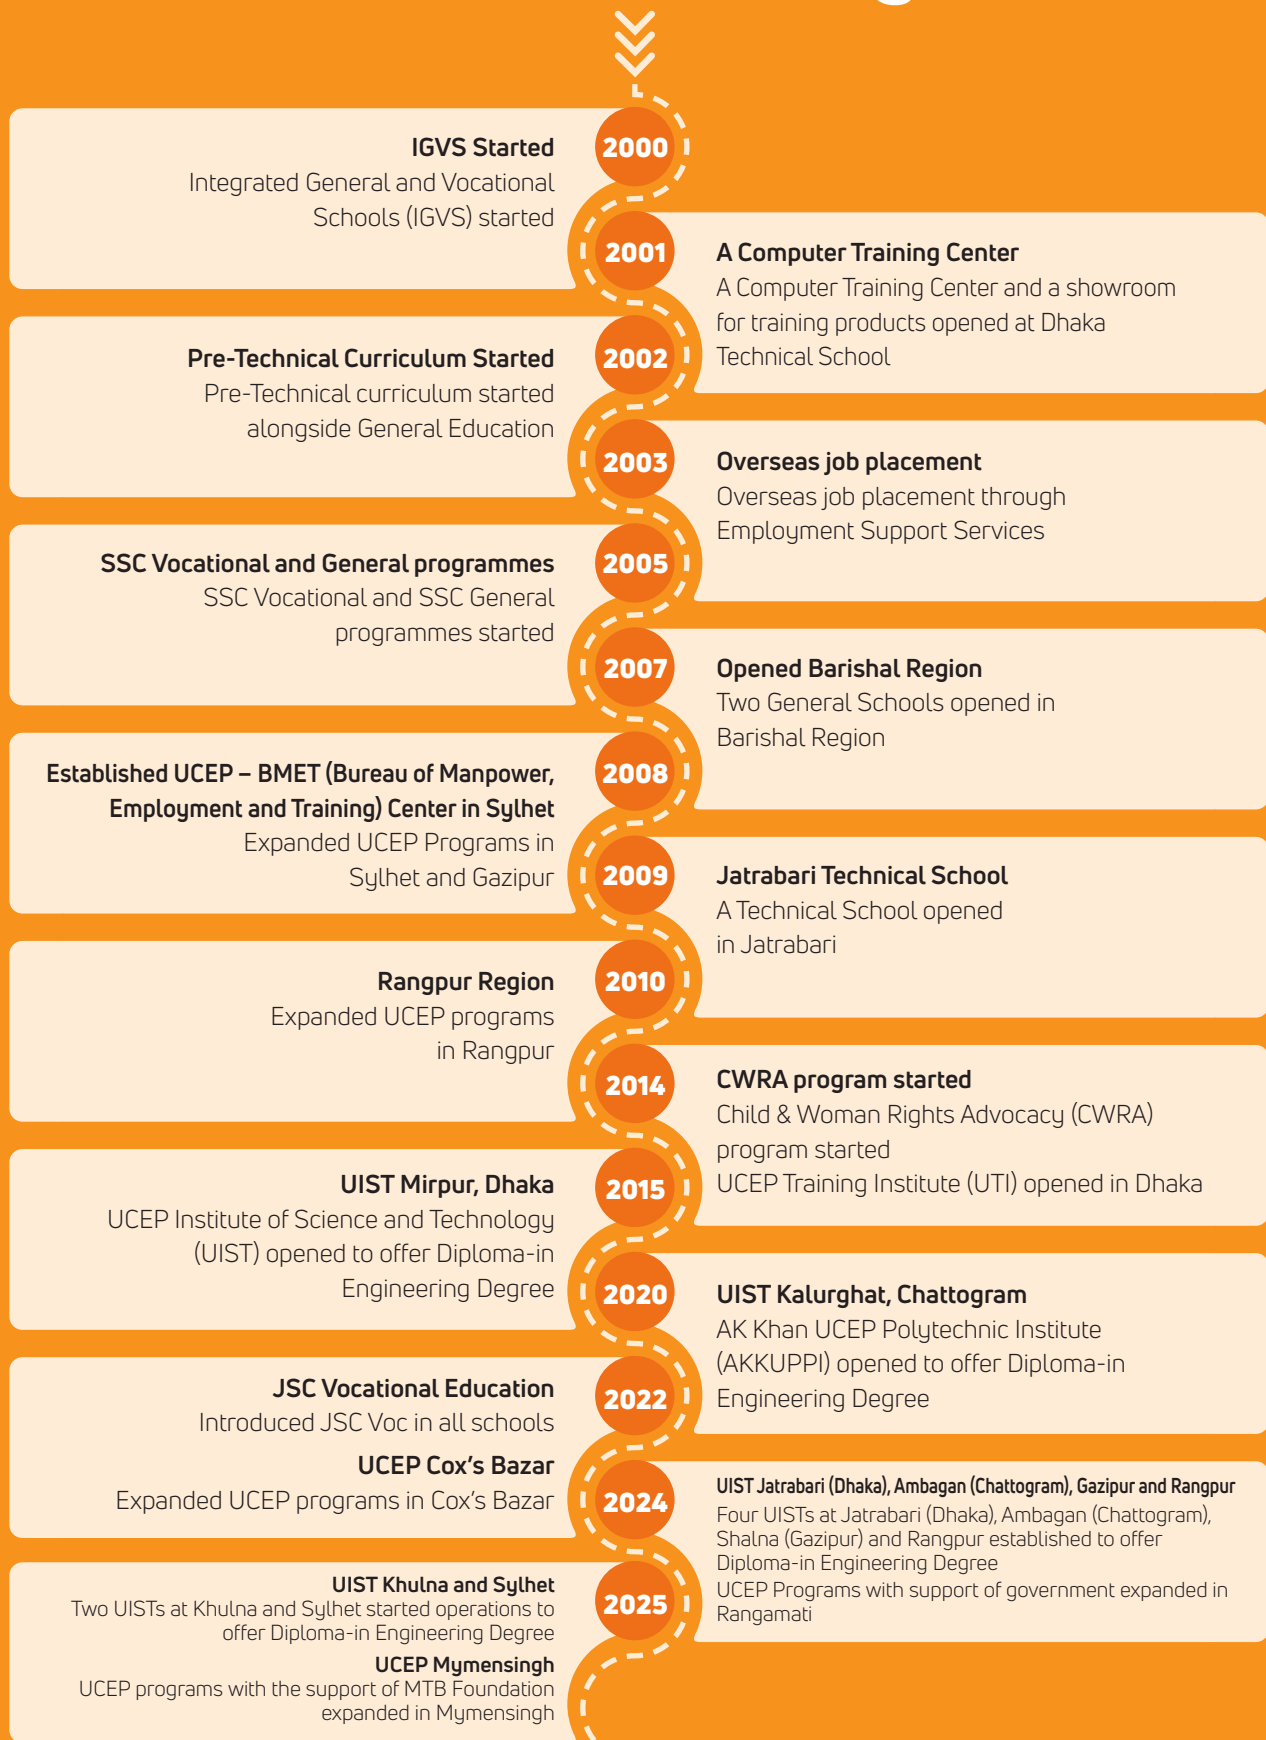 2000
IGVS Started
Integrated General and Vocational
Schools (IGVS) started
2001
A Computer Training Center
A Computer Training Center and a showroom
for training products opened at Dhaka
Technical School
2002
Pre-Technical Curriculum Started
Pre-Technical curriculum started
alongside General Education
2003
Overseas job placement
Overseas job placement through
Employment Support Services
2005
SSC Vocational and General programmes
SSC Vocational and SSC General
programmes started
2007
Opened Barishal Region
Two General Schools opened in
Barishal Region
2008
Established UCEP – BMET (Bureau of Manpower,
Employment and Training) Center in Sylhet
Expanded UCEP Programs in
Sylhet and Gazipur
2009
Jatrabari Technical School
A Technical School opened
in Jatrabari
2010
Rangpur Region
Expanded UCEP programs
in Rangpur
2014
CWRA program started
Child & Woman Rights Advocacy (CWRA)
program started
UCEP Training Institute (UTI) opened in Dhaka
2015
UIST Mirpur, Dhaka
UCEP Institute of Science and Technology
(UIST) opened to offer Diploma-in
Engineering Degree
2020
UIST Kalurghat, Chattogram
AK Khan UCEP Polytechnic Institute
(AKKUPPI) opened to offer Diploma-in
Engineering Degree
2022
JSC Vocational Education
Introduced JSC Voc in all schools
UCEP Cox's Bazar
Expanded UCEP programs in Cox's Bazar
2024
UIST Jatrabari (Dhaka), Ambagan (Chattogram), Gazipur and Rangpur
Four UISTs at Jatrabari (Dhaka), Ambagan (Chattogram),
Shalna (Gazipur) and Rangpur established to offer
Diploma-in Engineering Degree
UCEP Programs with support of government expanded in
Rangamati
2025
UIST Khulna and Sylhet
Two UISTs at Khulna and Sylhet started operations to
offer Diploma-in Engineering Degree
UCEP Mymensingh
UCEP programs with the support of MTB Foundation
expanded in Mymensingh